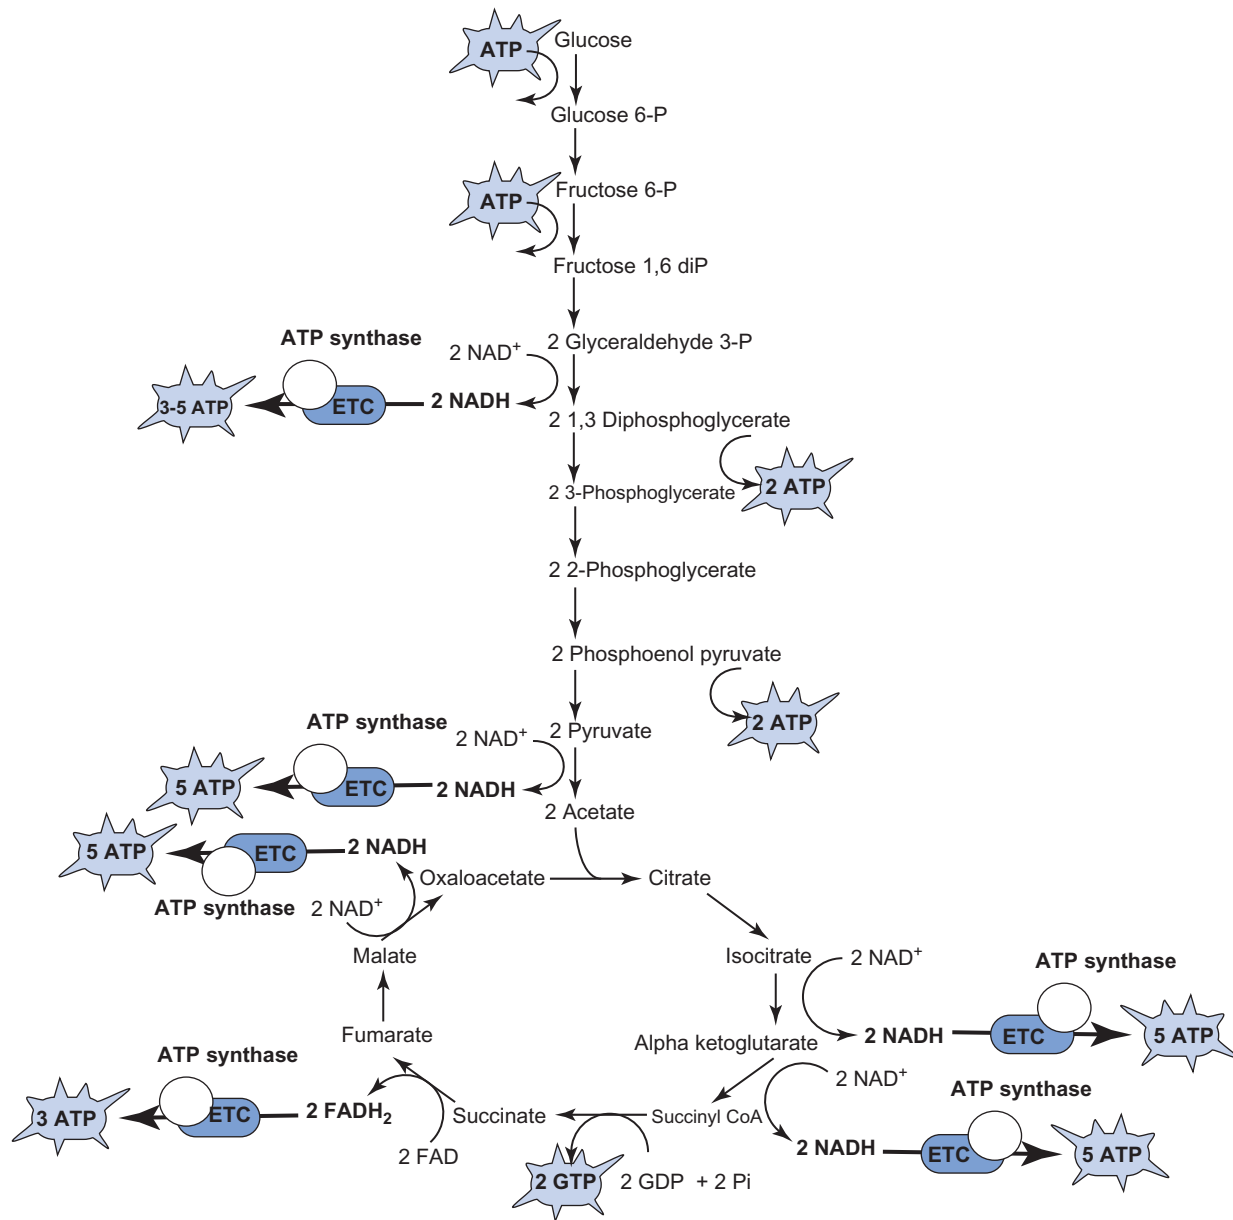 ATP
Glucose
Glucose 6-P
ATP
Fructose 6-P
Fructose 1,6 diP
ATP synthase
2 NAD⁺
2 Glyceraldehyde 3-P
3-5 ATP
ETC
2 NADH
2 1,3 Diphosphoglycerate
2 3-Phosphoglycerate
2 ATP
2 2-Phosphoglycerate
2 Phosphoenol pyruvate
2 ATP
ATP synthase
2 NAD⁺
2 Pyruvate
5 ATP
ETC
2 NADH
2 Acetate
5 ATP
ETC
2 NADH
ATP synthase
2 NAD⁺
Oxaloacetate
Citrate
Malate
Isocitrate
2 NAD⁺
ATP synthase
Fumarate
Alpha ketoglutarate
2 NADH
ETC
5 ATP
ATP synthase
2 NAD⁺
ATP synthase
3 ATP
ETC
2 FADH₂
Succinate
Succinyl CoA
2 NADH
ETC
5 ATP
2 FAD
2 GTP
2 GDP + 2 Pi